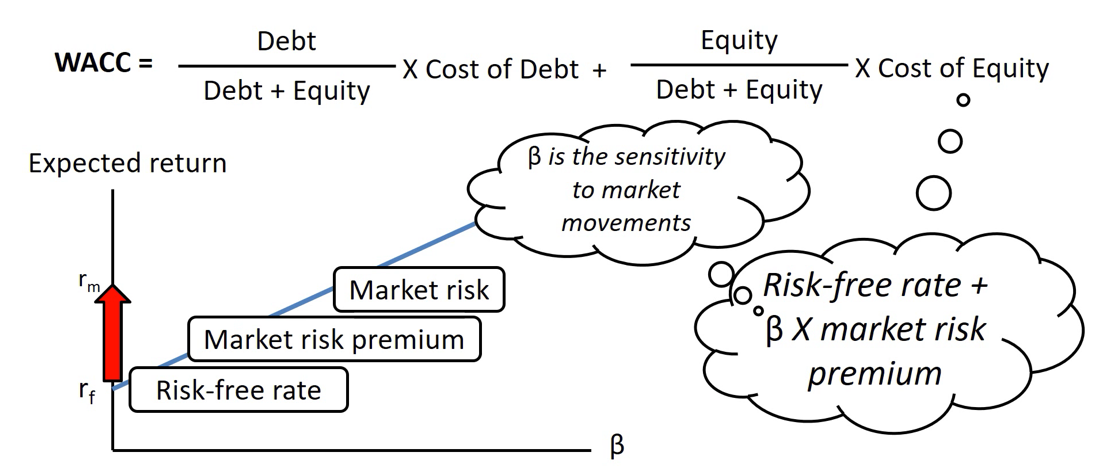 Debt
Equity
WACC =
X Cost of Debt +
X Cost of Equity
Debt + Equity
Debt + Equity
Expected return
β is the sensitivity
to market
movements
rm
Market risk
Risk-free rate +
β X market risk
premium
Market risk premium
rf
Risk-free rate
β